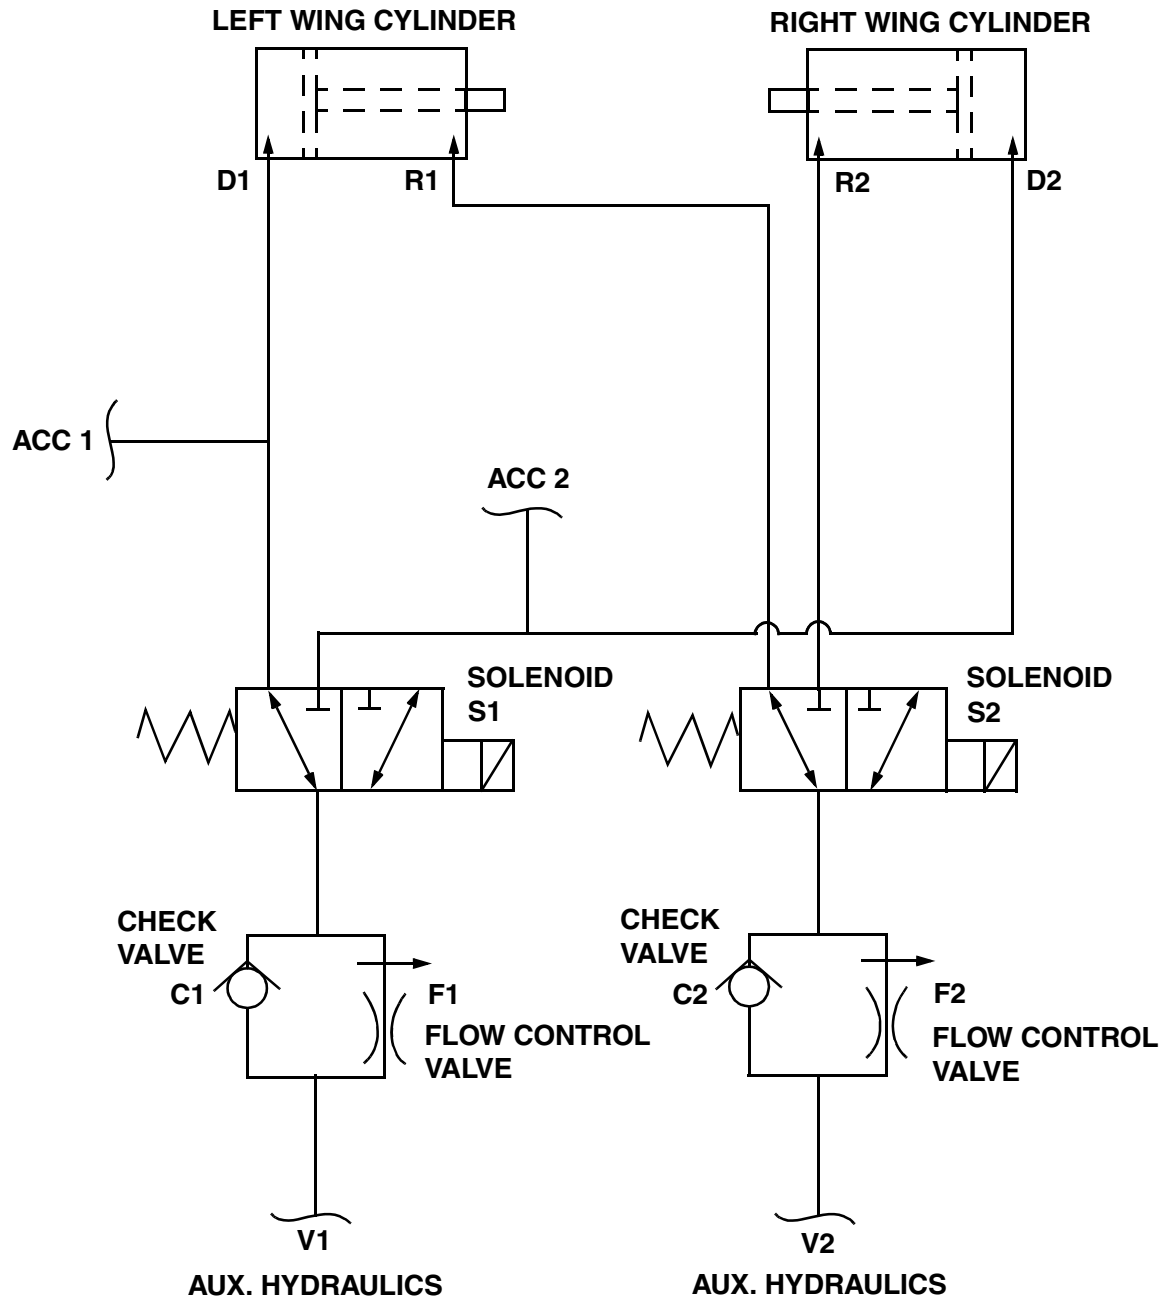 LEFT WING CYLINDER
RIGHT WING CYLINDER
D1
R1
R2
D2
ACC 1
ACC 2
SOLENOID
S1
SOLENOID
S2
CHECK
VALVE
C1
F1
FLOW CONTROL
VALVE
CHECK
VALVE
C2
F2
FLOW CONTROL
VALVE
V1
AUX. HYDRAULICS
V2
AUX. HYDRAULICS